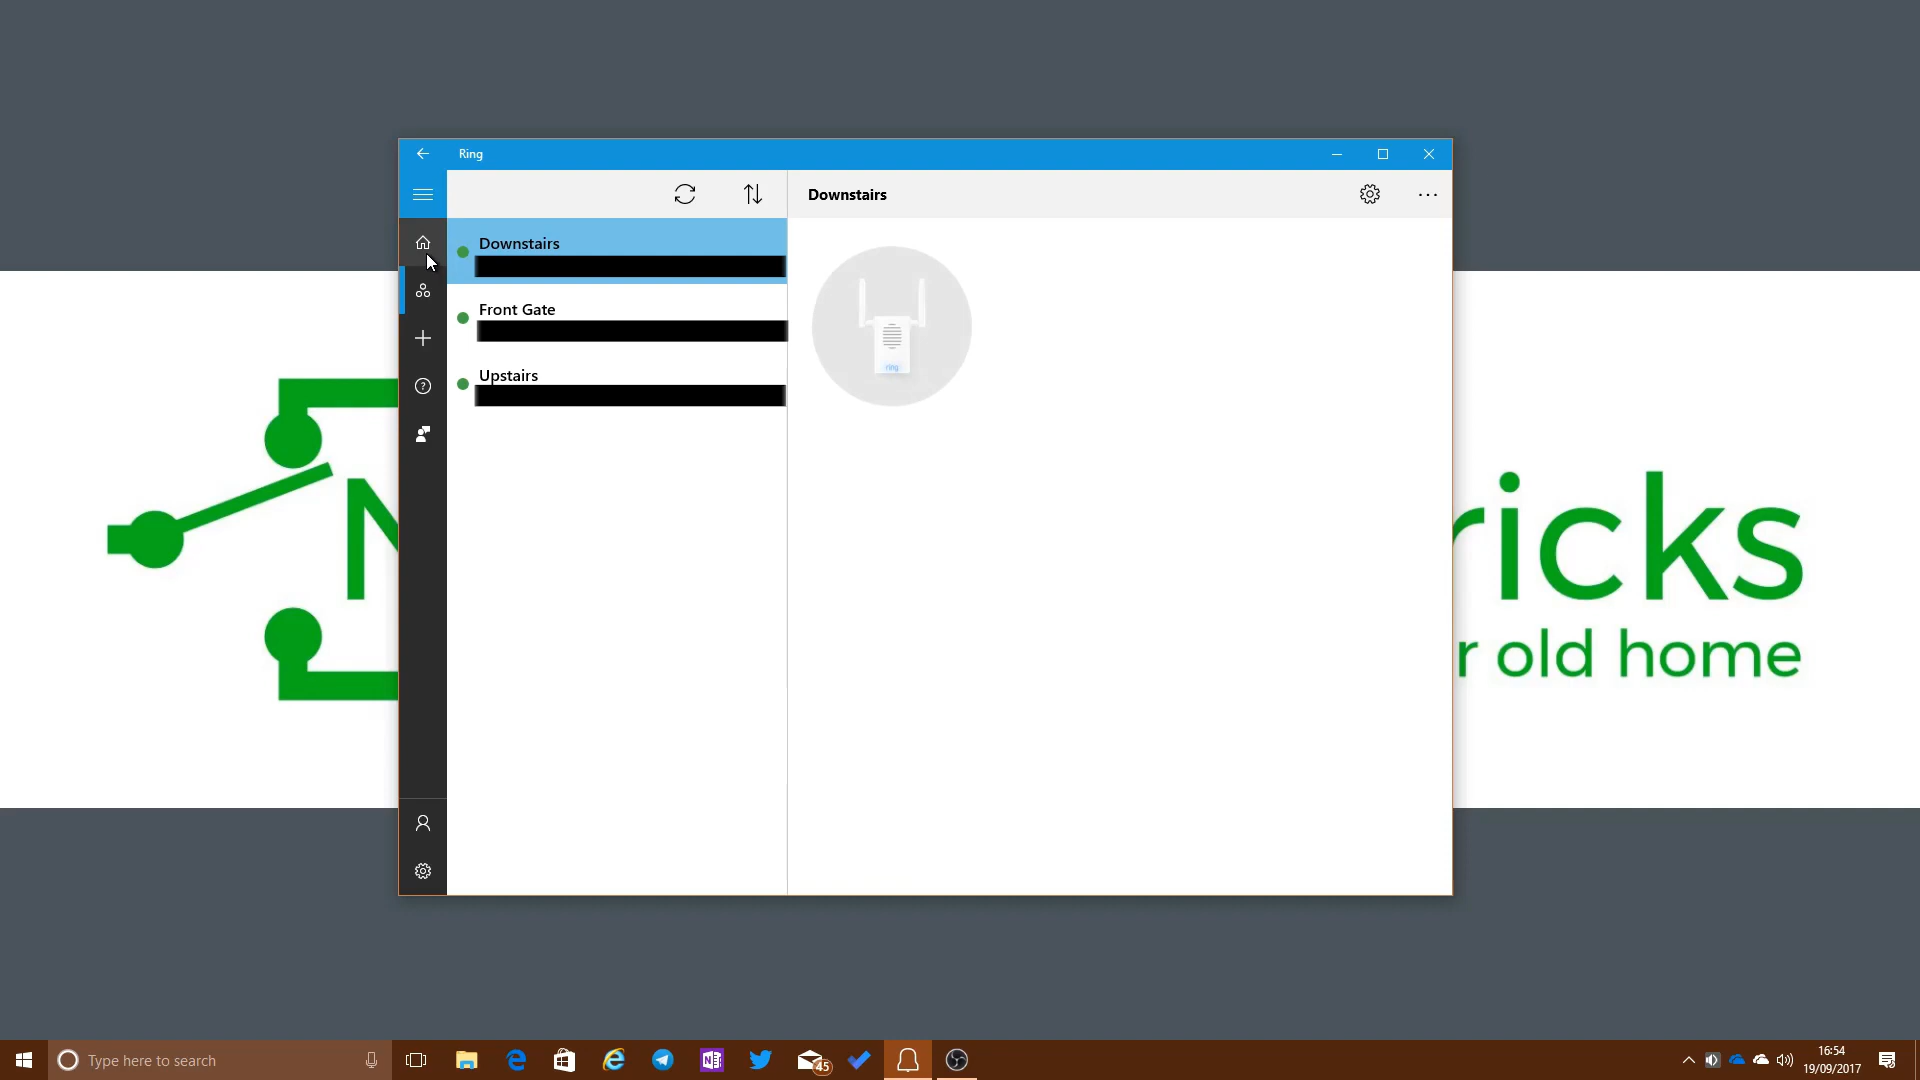 Ring
Downstairs
Downstairs
Front Gate
Upstairs
ring
N
ricks
r old home
Type here to search
N
45
16:54
19/09/2017